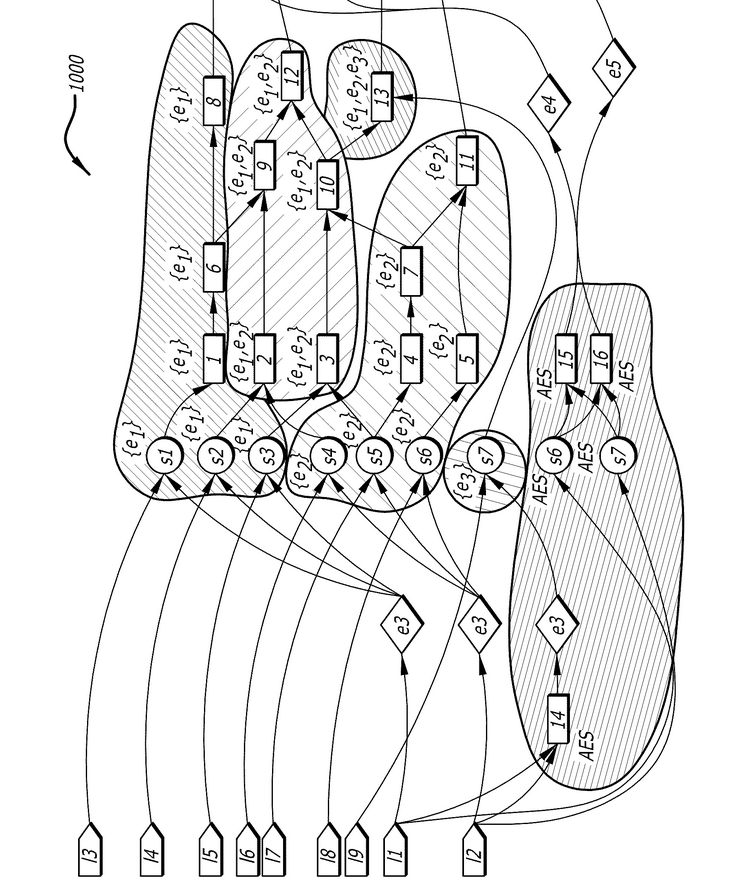 1000
{e1}
8
{e1,e2}
12
{e1,e2,e3}
13
e4
e5
{e1,e2}
9
{e1,e2}
10
{e2}
11
{e1}
6
{e2}
7
{e1}
1
{e1,e2}
2
{e1,e2}
3
{e2}
4
{e2}
5
AES
15
16
AES
{e1}
s1
{e1}
s2
{e1}
s3
{e2}
s4
{e2}
s5
{e2}
s6
{e3}
s7
AES
s6
AES
s7
e3
e3
e3
14
AES
I3
I4
I5
I6
I7
I8
I9
I1
I2